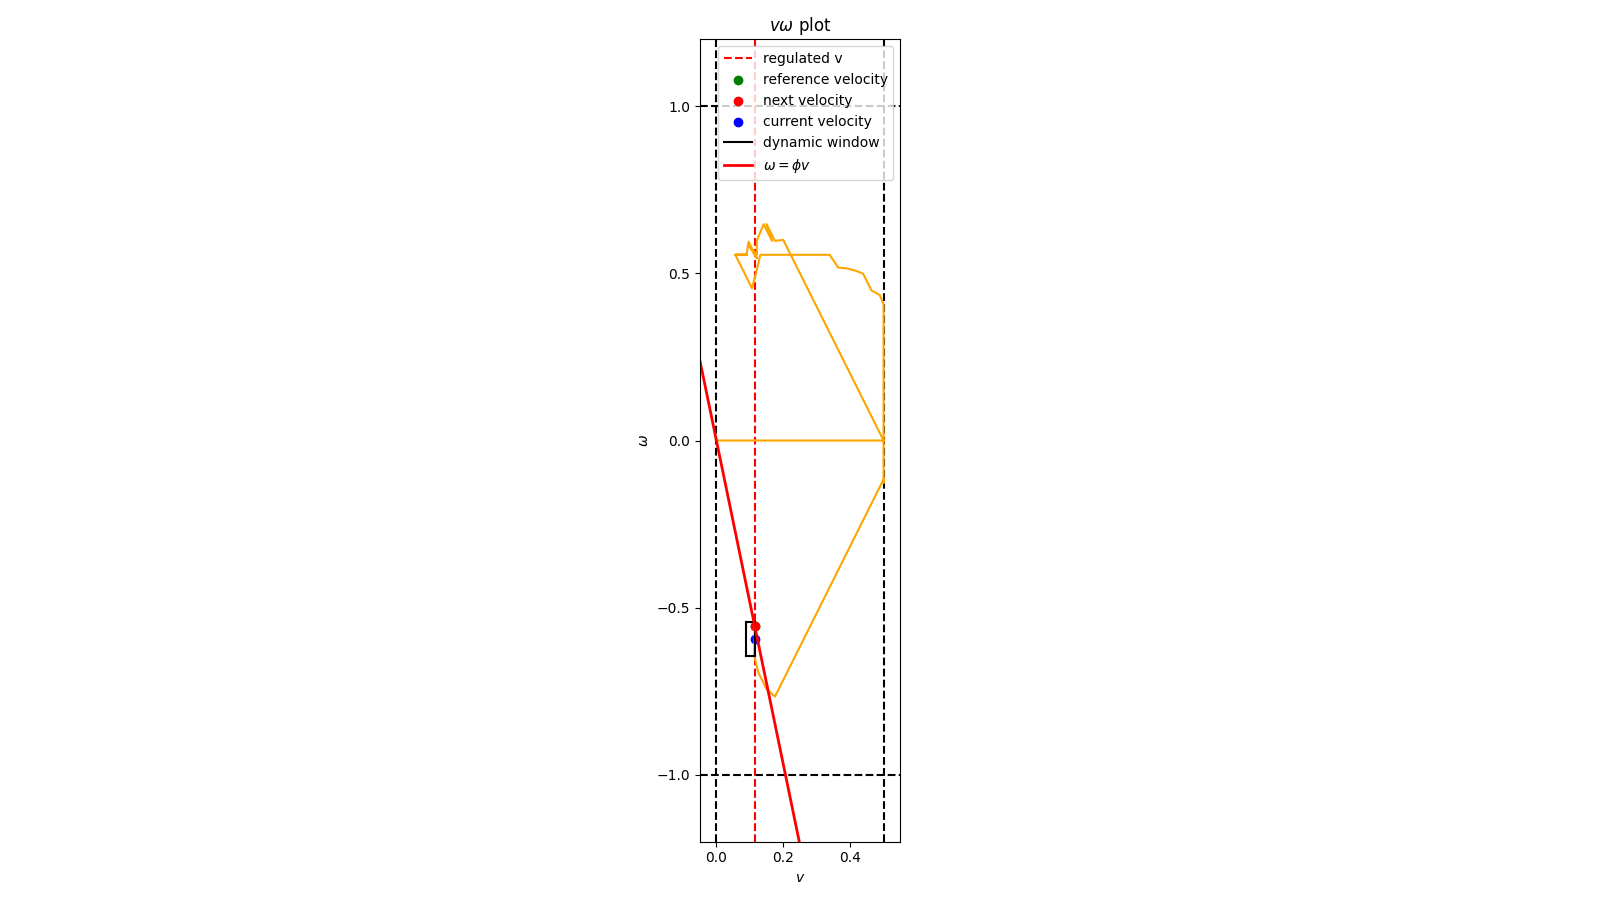 vω plot
regulated v
reference velocity
next velocity
current velocity
dynamic window
ω = ϕv
1.0
0.5
0.0
−0.5
−1.0
ω
0.0 0.2 0.4
v